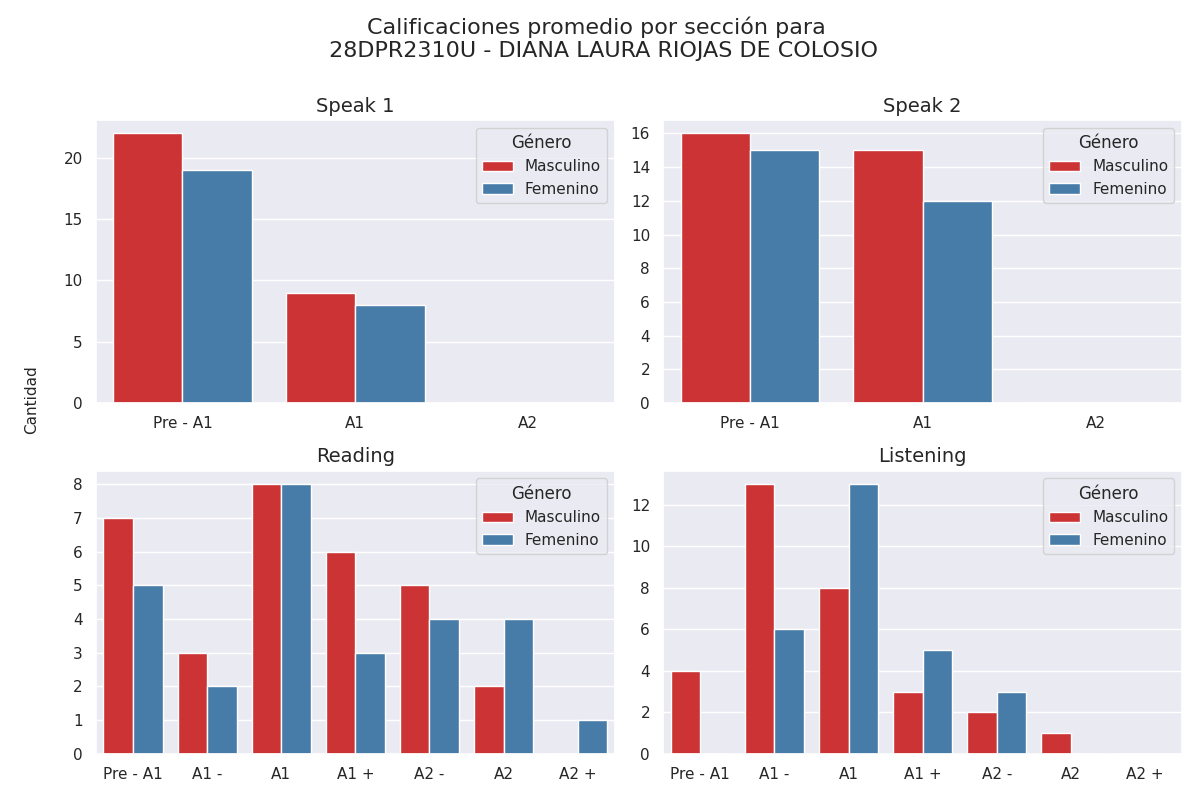 Calificaciones promedio por sección para
28DPR2310U - DIANA LAURA RIOJAS DE COLOSIO
Cantidad
Speak 1
20
15
10
5
0
Pre - A1 A1 A2
Género
Masculino
Femenino
Speak 2
16
14
12
10
8
6
4
2
0
Pre - A1 A1 A2
Género
Masculino
Femenino
Reading
8
7
6
5
4
3
2
1
0
Pre - A1 A1 - A1 A1 + A2 - A2 A2 +
Género
Masculino
Femenino
Listening
12
10
8
6
4
2
0
Pre - A1 A1 - A1 A1 + A2 - A2 A2 +
Género
Masculino
Femenino